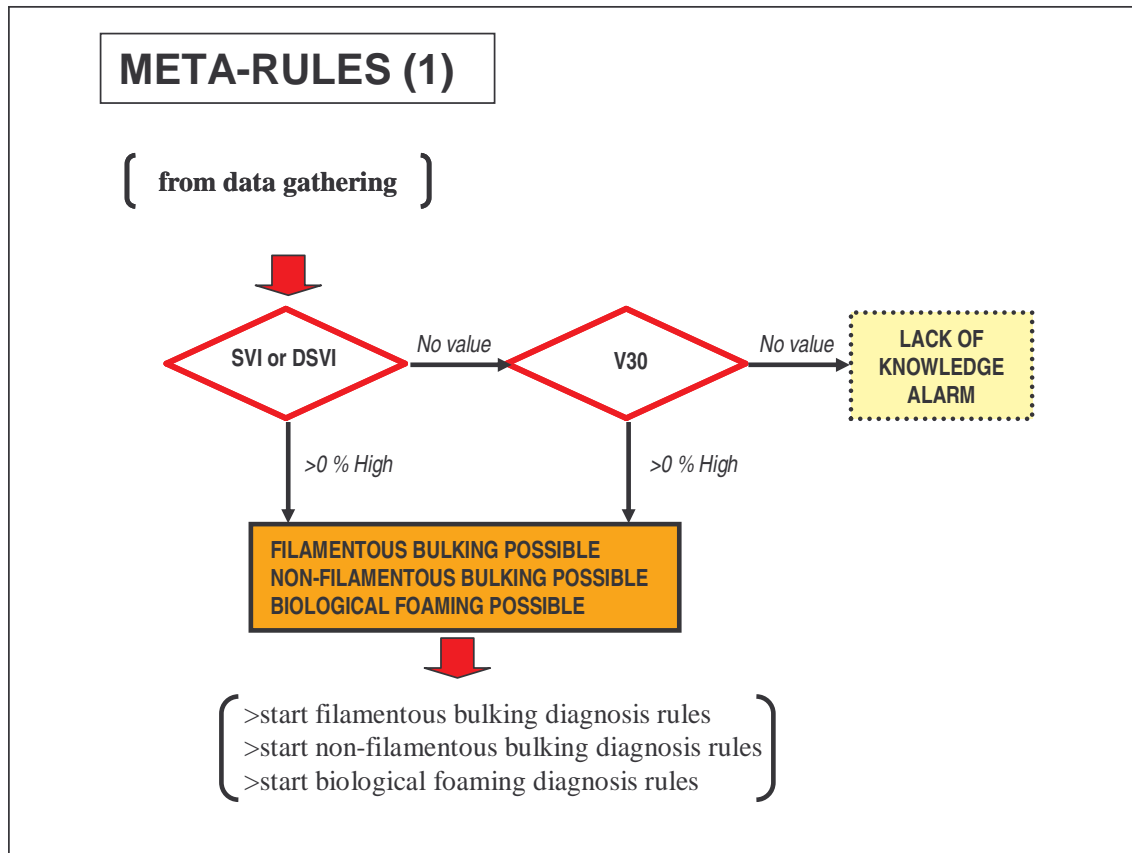 META-RULES (1)
from data gathering
SVI or DSVI
No value
V30
No value
LACK OF
KNOWLEDGE
ALARM
>0 % High
>0 % High
FILAMENTOUS BULKING POSSIBLE
NON-FILAMENTOUS BULKING POSSIBLE
BIOLOGICAL FOAMING POSSIBLE
>start filamentous bulking diagnosis rules
>start non-filamentous bulking diagnosis rules
>start biological foaming diagnosis rules